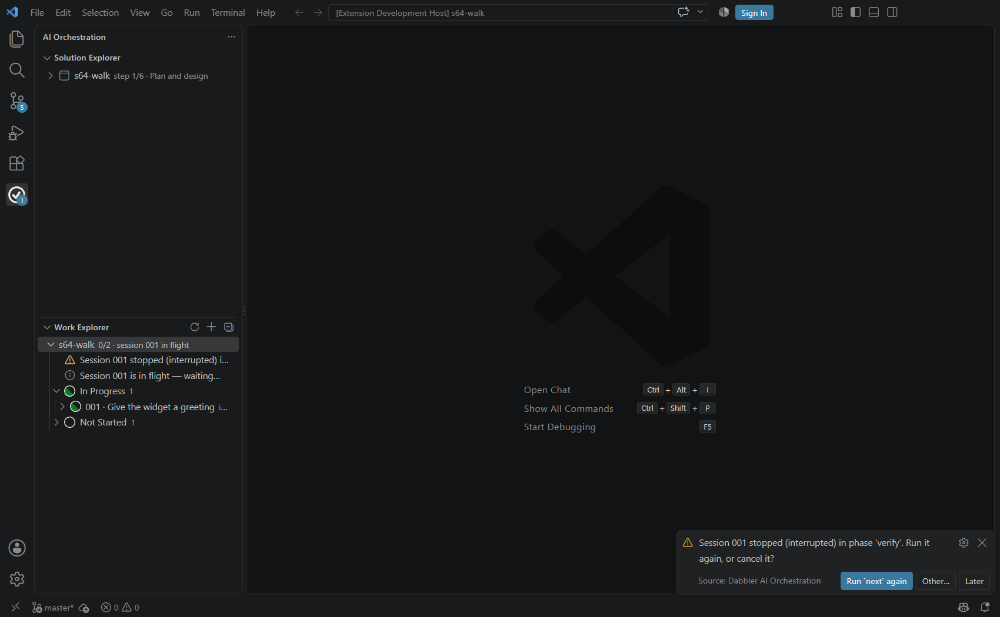 File Edit Selection View Go Run Terminal Help
[Extension Development Host] s64-walk
Sign In
AI Orchestration
Solution Explorer
s64-walk step 1/6 · Plan and design
5
1
Work Explorer
s64-walk 0/2 · session 001 in flight
Session 001 stopped (interrupted) i...
Session 001 is in flight — waiting...
In Progress 1
001 · Give the widget a greeting i...
Not Started 1
Open Chat Ctrl + Alt + I
Show All Commands Ctrl + Shift + P
Start Debugging F5
Session 001 stopped (interrupted) in phase 'verify'. Run it
again, or cancel it?
Source: Dabbler AI Orchestration
Run `next` again
Other...
Later
master* 0 0